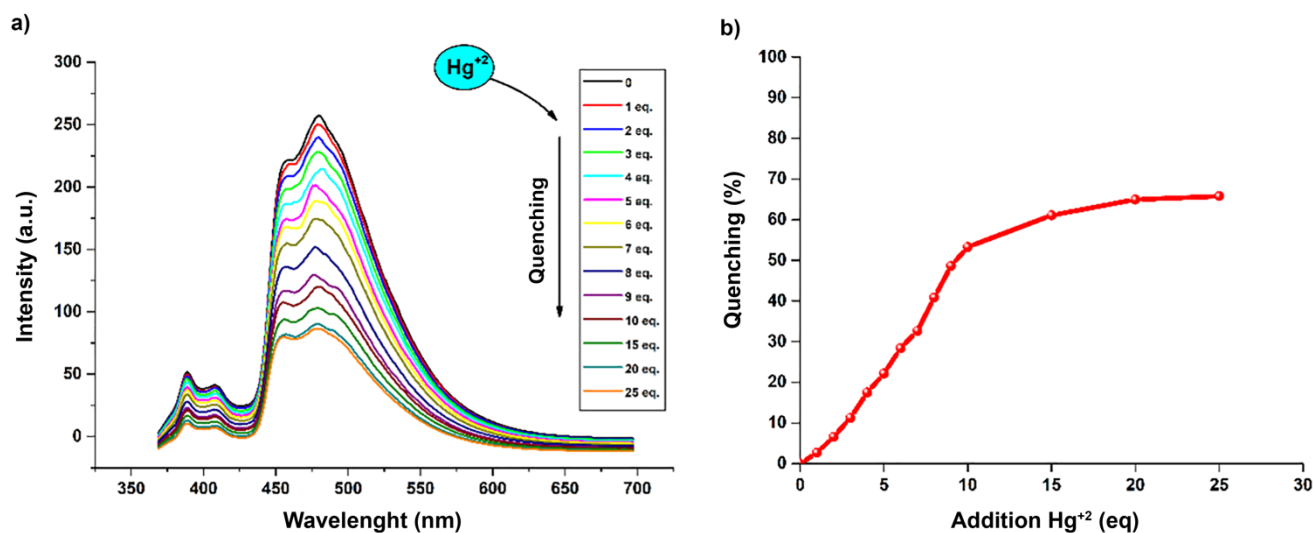 a)
Intensity (a.u.)
300
250
200
150
100
50
0
350
400
450
500
550
600
650
700
Wavelenght (nm)
Hg+2
Quenching
0
1 eq.
2 eq.
3 eq.
4 eq.
5 eq.
6 eq.
7 eq.
8 eq.
9 eq.
10 eq.
15 eq.
20 eq.
25 eq.
b)
Quenching (%)
100
90
80
70
60
50
40
30
20
10
0
0
5
10
15
20
25
30
Addition Hg+2 (eq)